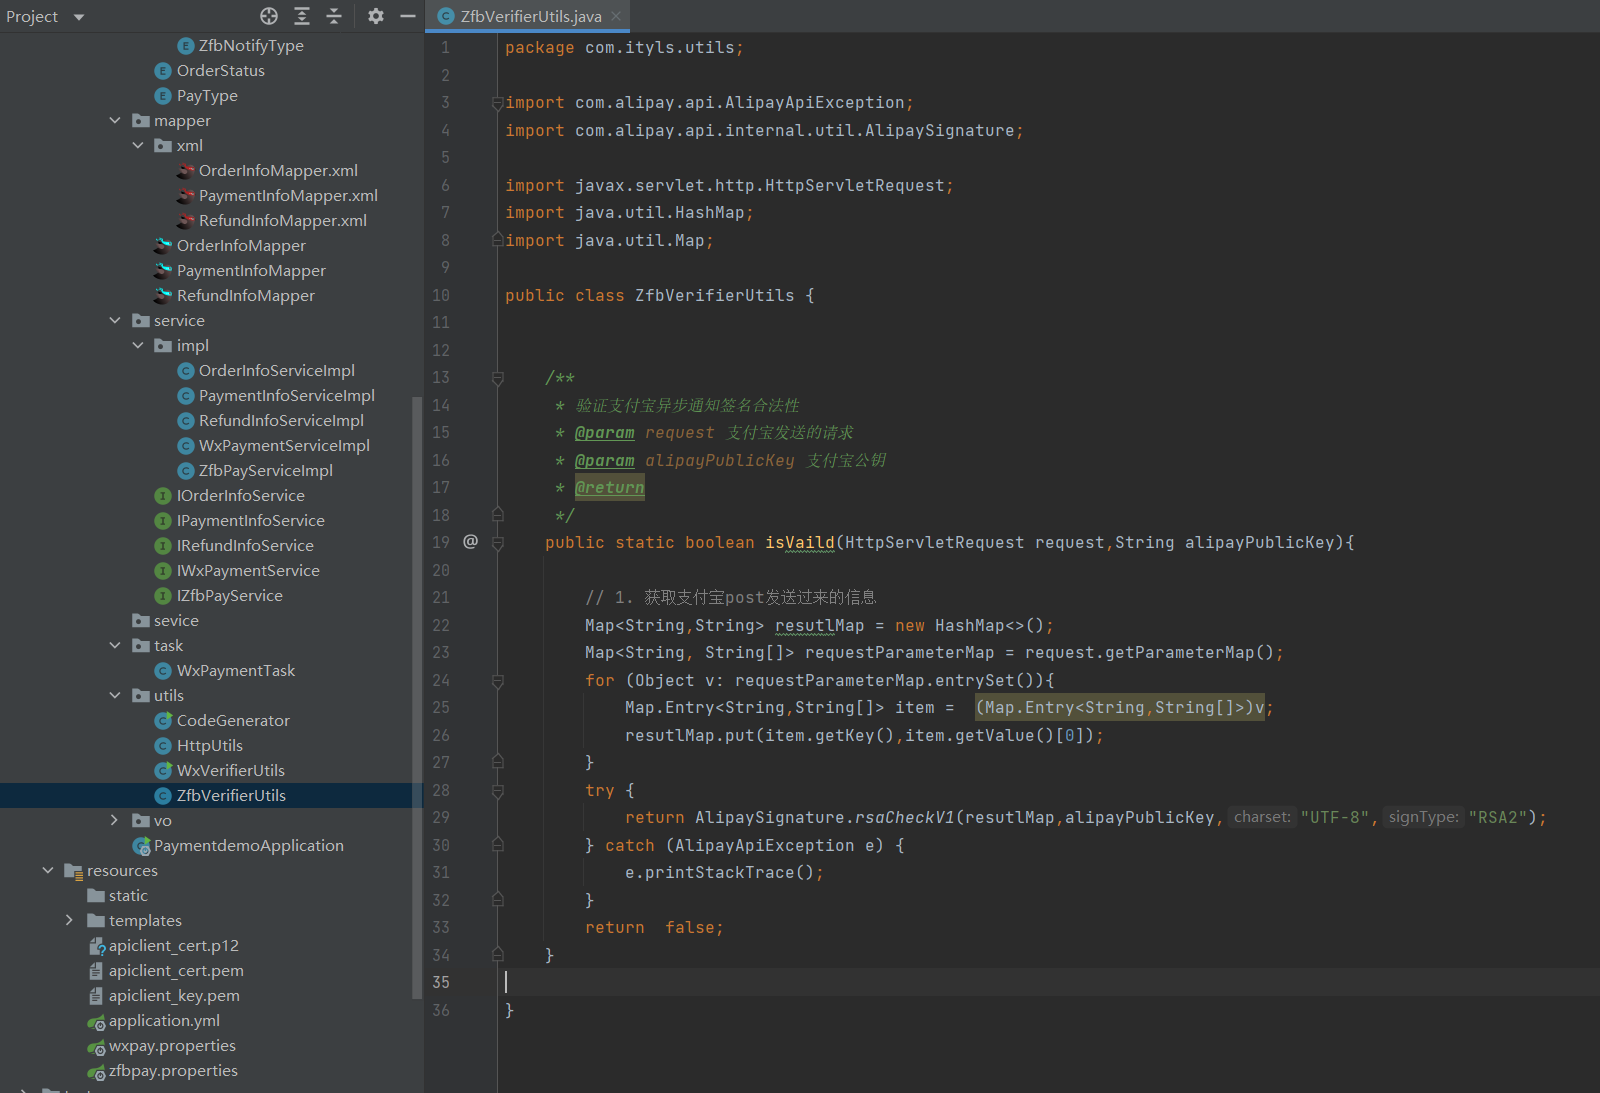 Project
ZfbNotifyType
OrderStatus
PayType
mapper
xml
OrderInfoMapper.xml
PaymentInfoMapper.xml
RefundInfoMapper.xml
OrderInfoMapper
PaymentInfoMapper
RefundInfoMapper
service
impl
OrderInfoServiceImpl
PaymentInfoServiceImpl
RefundInfoServiceImpl
WxPaymentServiceImpl
ZfbPayServiceImpl
IOrderInfoService
IPaymentInfoService
IRefundInfoService
IWxPaymentService
IZfbPayService
sevice
task
WxPaymentTask
utils
CodeGenerator
HttpUtils
WxVerifierUtils
ZfbVerifierUtils
vo
PaymentdemoApplication
resources
static
templates
apiclient_cert.p12
apiclient_cert.pem
apiclient_key.pem
application.yml
wxpay.properties
zfbpay.properties
ZfbVerifierUtils.java
1 package com.ityls.utils;
2
3 import com.alipay.api.AlipayApiException;
4 import com.alipay.api.internal.util.AlipaySignature;
5
6 import javax.servlet.http.HttpServletRequest;
7 import java.util.HashMap;
8 import java.util.Map;
9
10 public class ZfbVerifierUtils {
11
12
13 /**
14 * 验证支付宝异步通知签名合法性
15 * @param request 支付宝发送的请求
16 * @param alipayPublicKey 支付宝公钥
17 * @return
18 */
19 @ public static boolean isVaild(HttpServletRequest request,String alipayPublicKey){
20
21 // 1. 获取支付宝post发送过来的信息
22 Map<String,String> resutlMap = new HashMap<>();
23 Map<String, String[]> requestParameterMap = request.getParameterMap();
24 for (Object v: requestParameterMap.entrySet()){
25 Map.Entry<String,String[]> item =  (Map.Entry<String,String[]>)v;
26 resutlMap.put(item.getKey(),item.getValue()[0]);
27 }
28 try {
29 return AlipaySignature.rsaCheckV1(resutlMap,alipayPublicKey, charset: "UTF-8", signType: "RSA2");
30 } catch (AlipayApiException e) {
31 e.printStackTrace();
32 }
33 return  false;
34 }
35
36 }